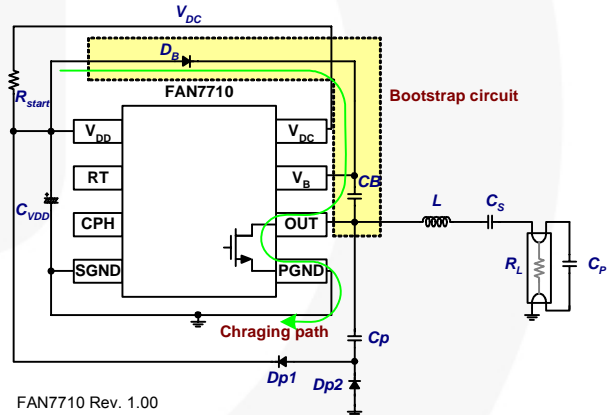 VDC
DB
FAN7710
Bootstrap circuit
Rstart
VDD
VDC
RT
VB
CB
CVDD
CPH
OUT
L
CS
SGND
PGND
RL
CP
Chraging path
Cp
Dp1
Dp2
FAN7710 Rev. 1.00